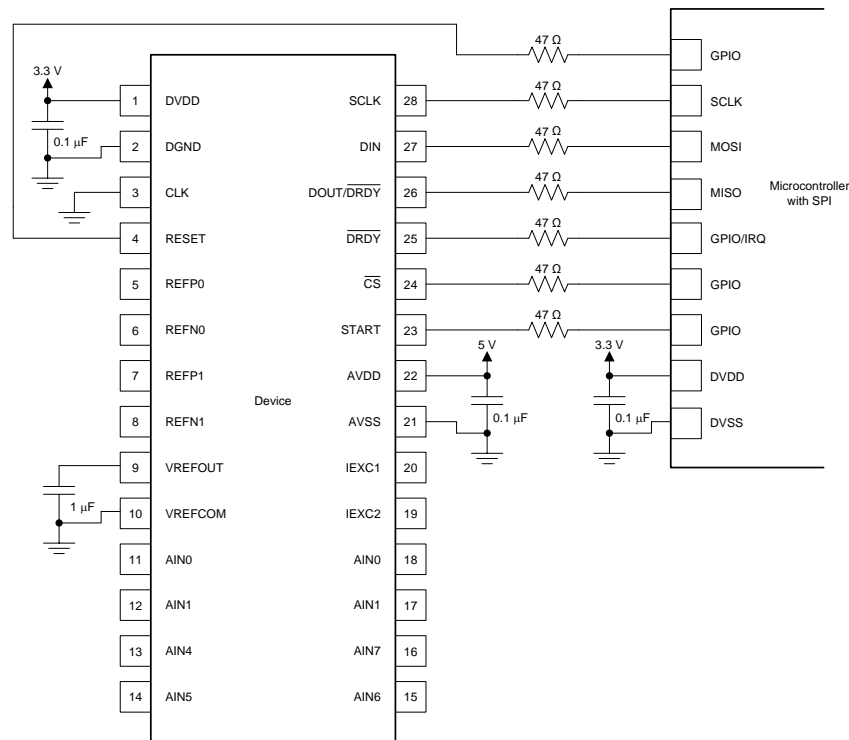 47 Ω
GPIO
3.3 V
47 Ω
1 DVDD SCLK 28 SCLK
0.1 μF
47 Ω
2 DGND DIN 27 MOSI
47 Ω
3 CLK DOUT/DRDY 26 MISO
Microcontroller
with SPI
47 Ω
4 RESET DRDY 25 GPIO/IRQ
47 Ω
5 REFP0 CS 24 GPIO
47 Ω
6 REFN0 START 23 GPIO
5 V 3.3 V
7 REFP1 AVDD 22 DVDD
Device
0.1 μF 0.1 μF
8 REFN1 AVSS 21 DVSS
9 VREFOUT IEXC1 20
1 μF
10 VREFCOM IEXC2 19
11 AIN0 AIN0 18
12 AIN1 AIN1 17
13 AIN4 AIN7 16
14 AIN5 AIN6 15